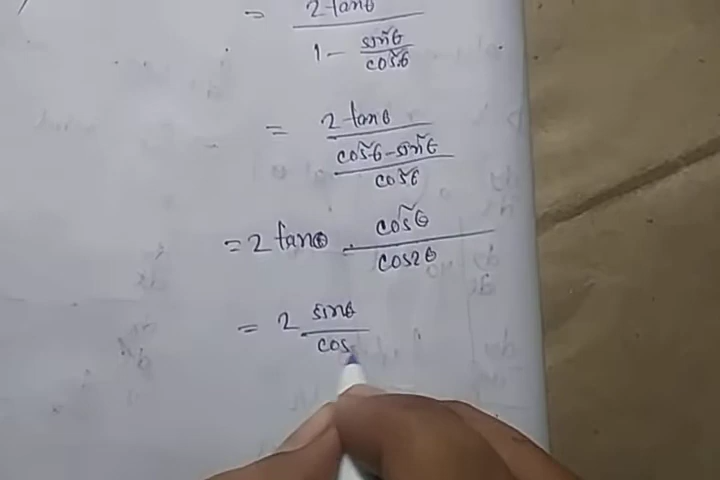 = 2 tanθ / 1 - sin²θ/cos²θ
= 2 tanθ / cos²θ - sin²θ / cos²θ
= 2 tanθ · cos²θ / cos2θ
= 2 sinθ / cos